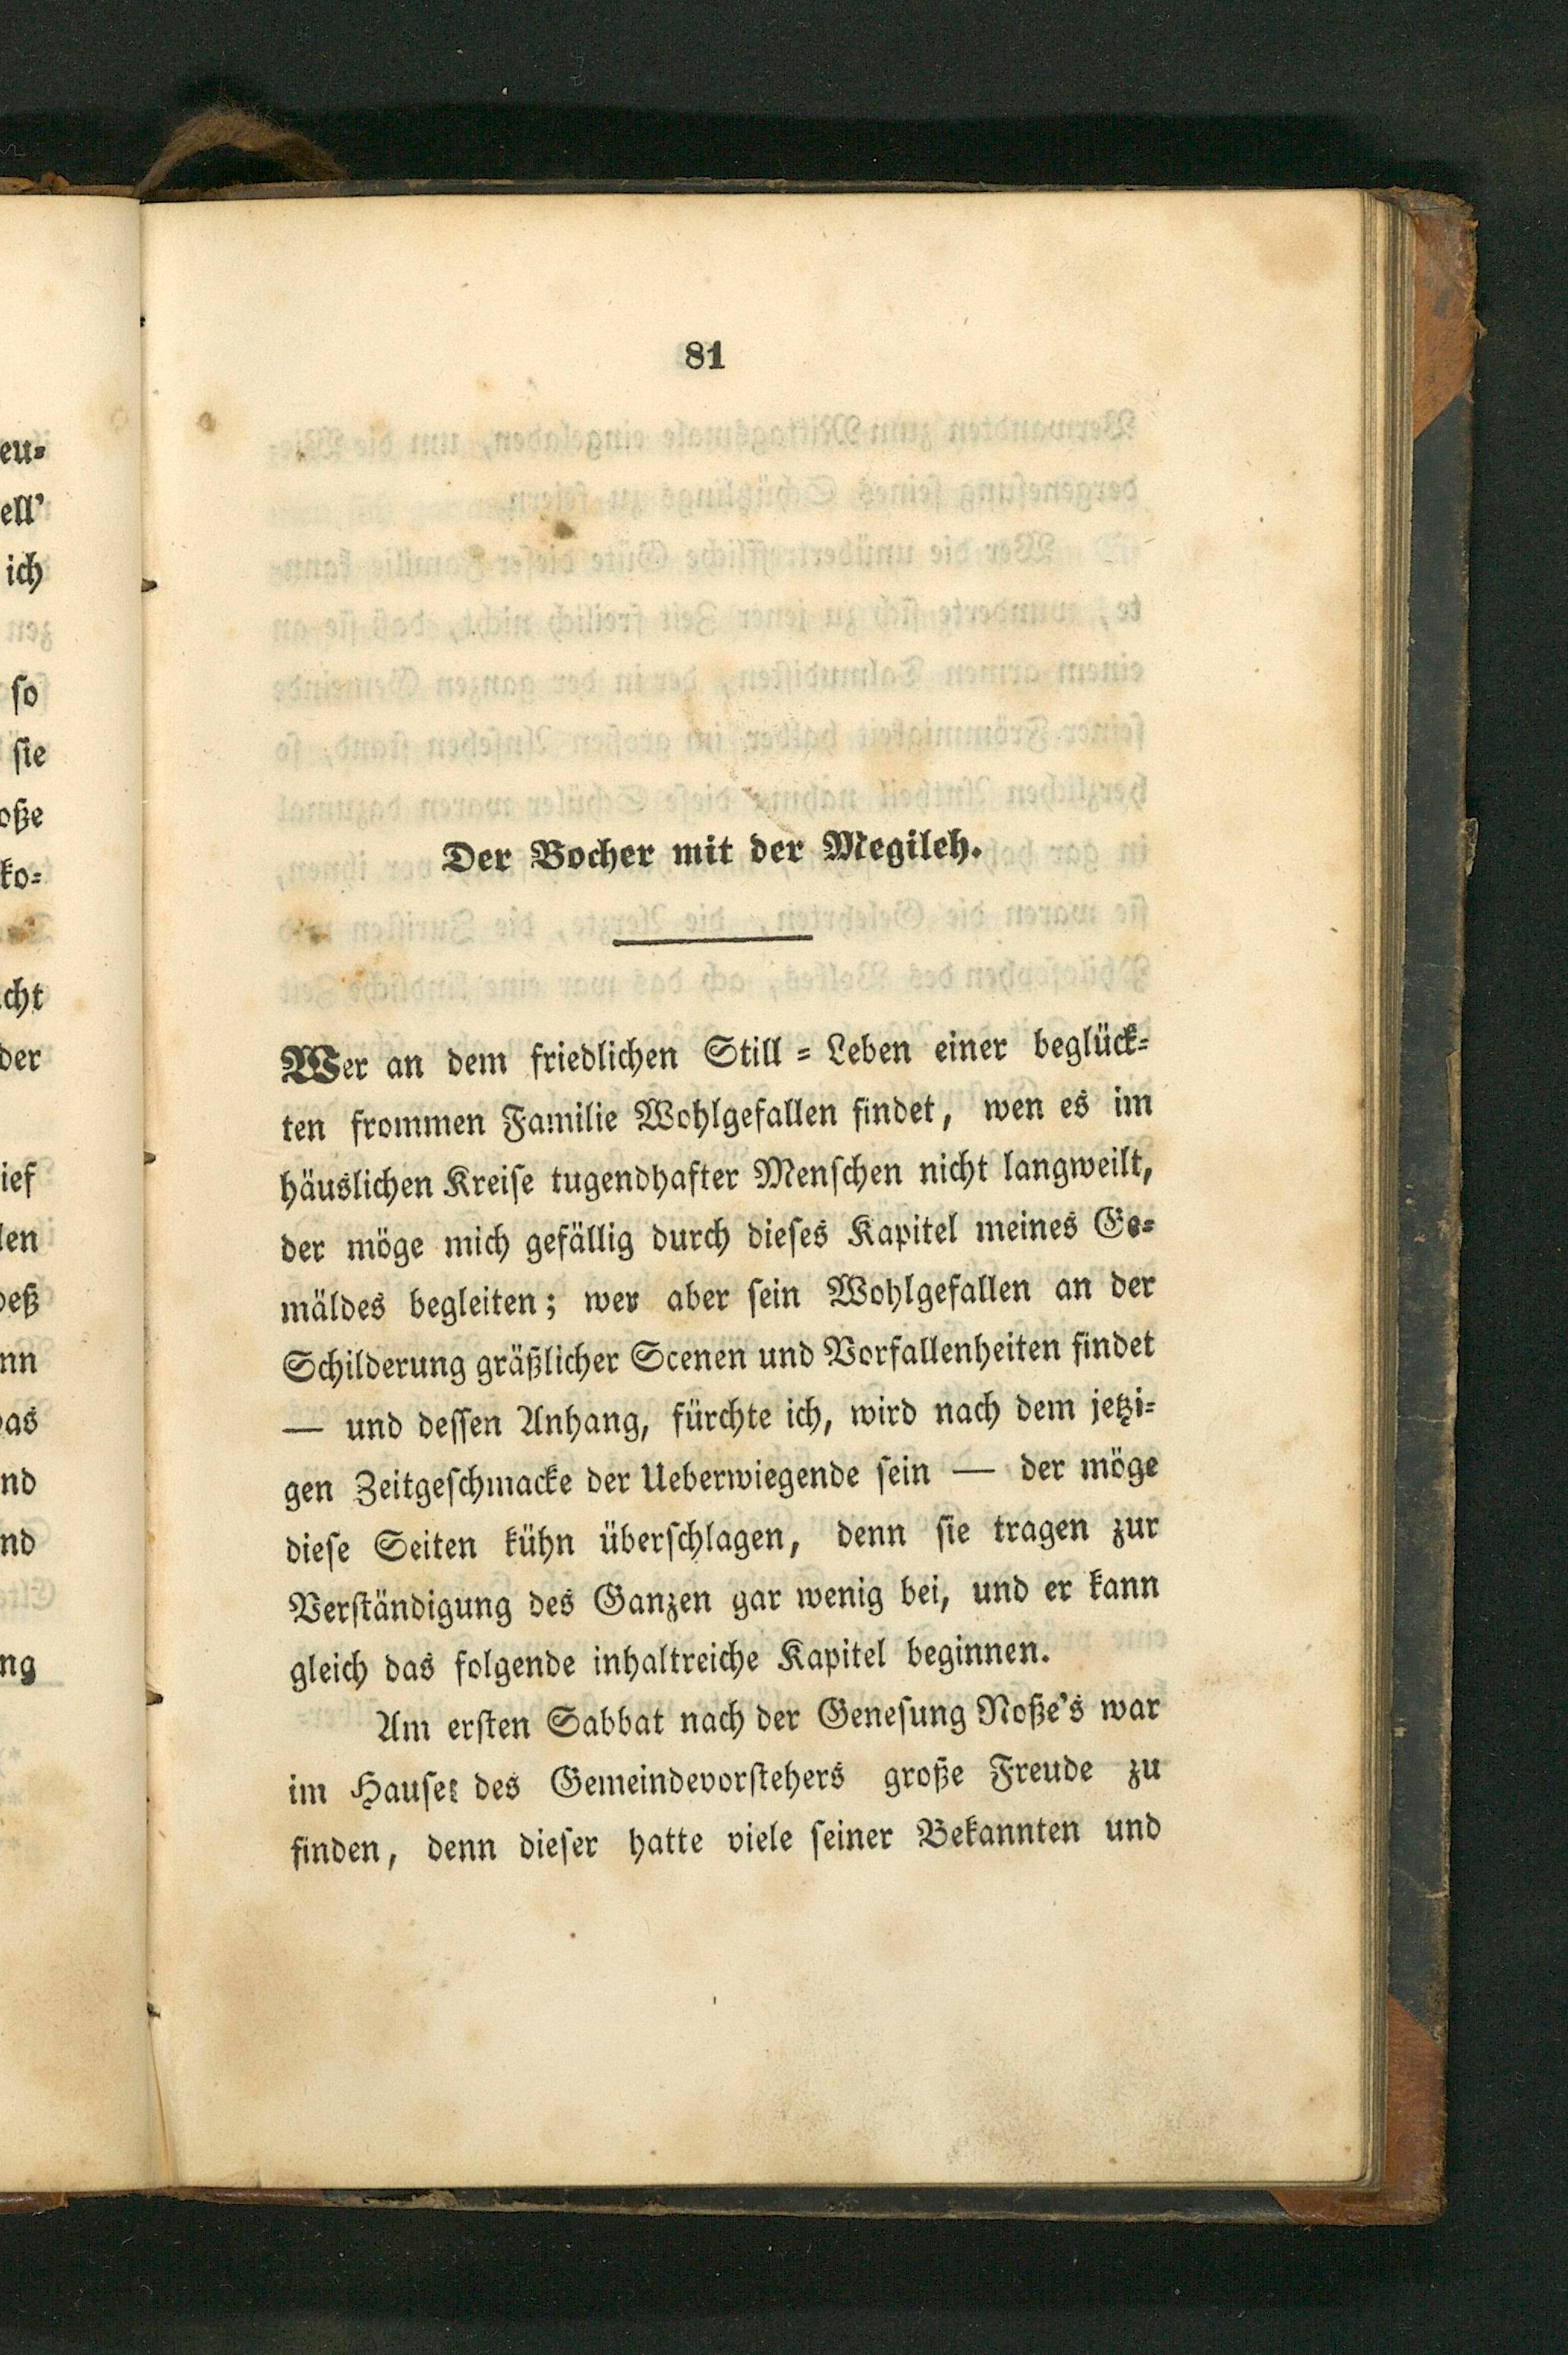 81
Der Bocher mit der Megileh.
Wer an dem friedlichen Still = Leben einer beglück=
ten frommen Familie Wohlgefallen findet, wen es im
häuslichen Kreiſe tugendhafter Menſchen nicht langweilt,
der möge mich gefällig durch dieſes Kapitel meines Ge=
mäldes begleiten; wer aber ſein Wohlgefallen an der
Schilderung gräßlicher Scenen und Vorfallenheiten findet
— und deſſen Anhang, fürchte ich, wird nach dem jetzi=
gen Zeitgeſchmacke der Ueberwiegende ſein — der möge
dieſe Seiten kühn überſchlagen, denn ſie tragen zur
Verſtändigung des Ganzen gar wenig bei, und er kann
gleich das folgende inhaltreiche Kapitel beginnen.
Am erſten Sabbat nach der Geneſung Roße's war
im Hauſe des Gemeindevorſtehers große Freude zu
finden, denn dieſer hatte viele ſeiner Bekannten und